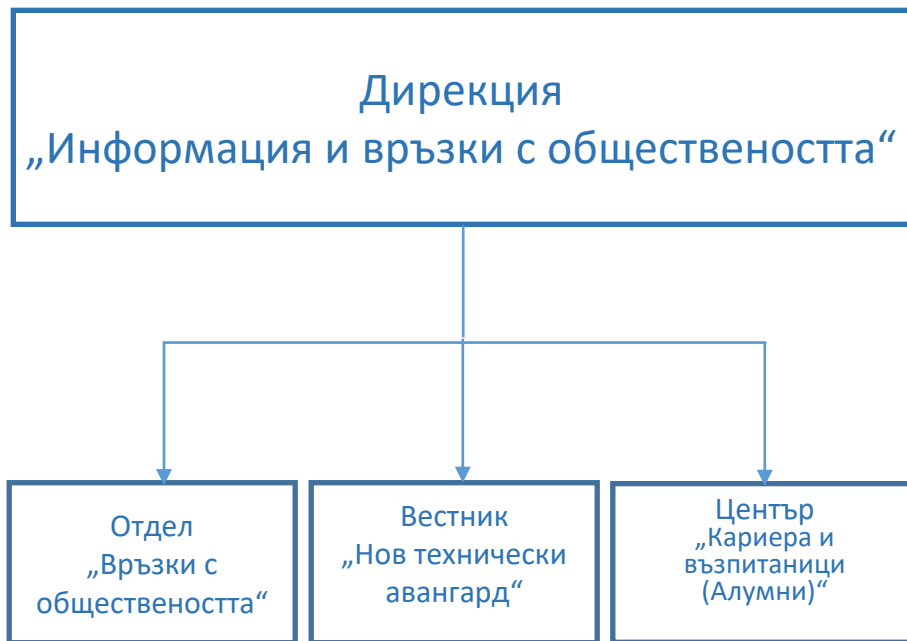 Дирекция
„Информация и връзки с обществеността“
Отдел
„Връзки с
обществеността“
Вестник
„Нов технически
авангард“
Център
„Кариера и
възпитаници
(Алумни)“